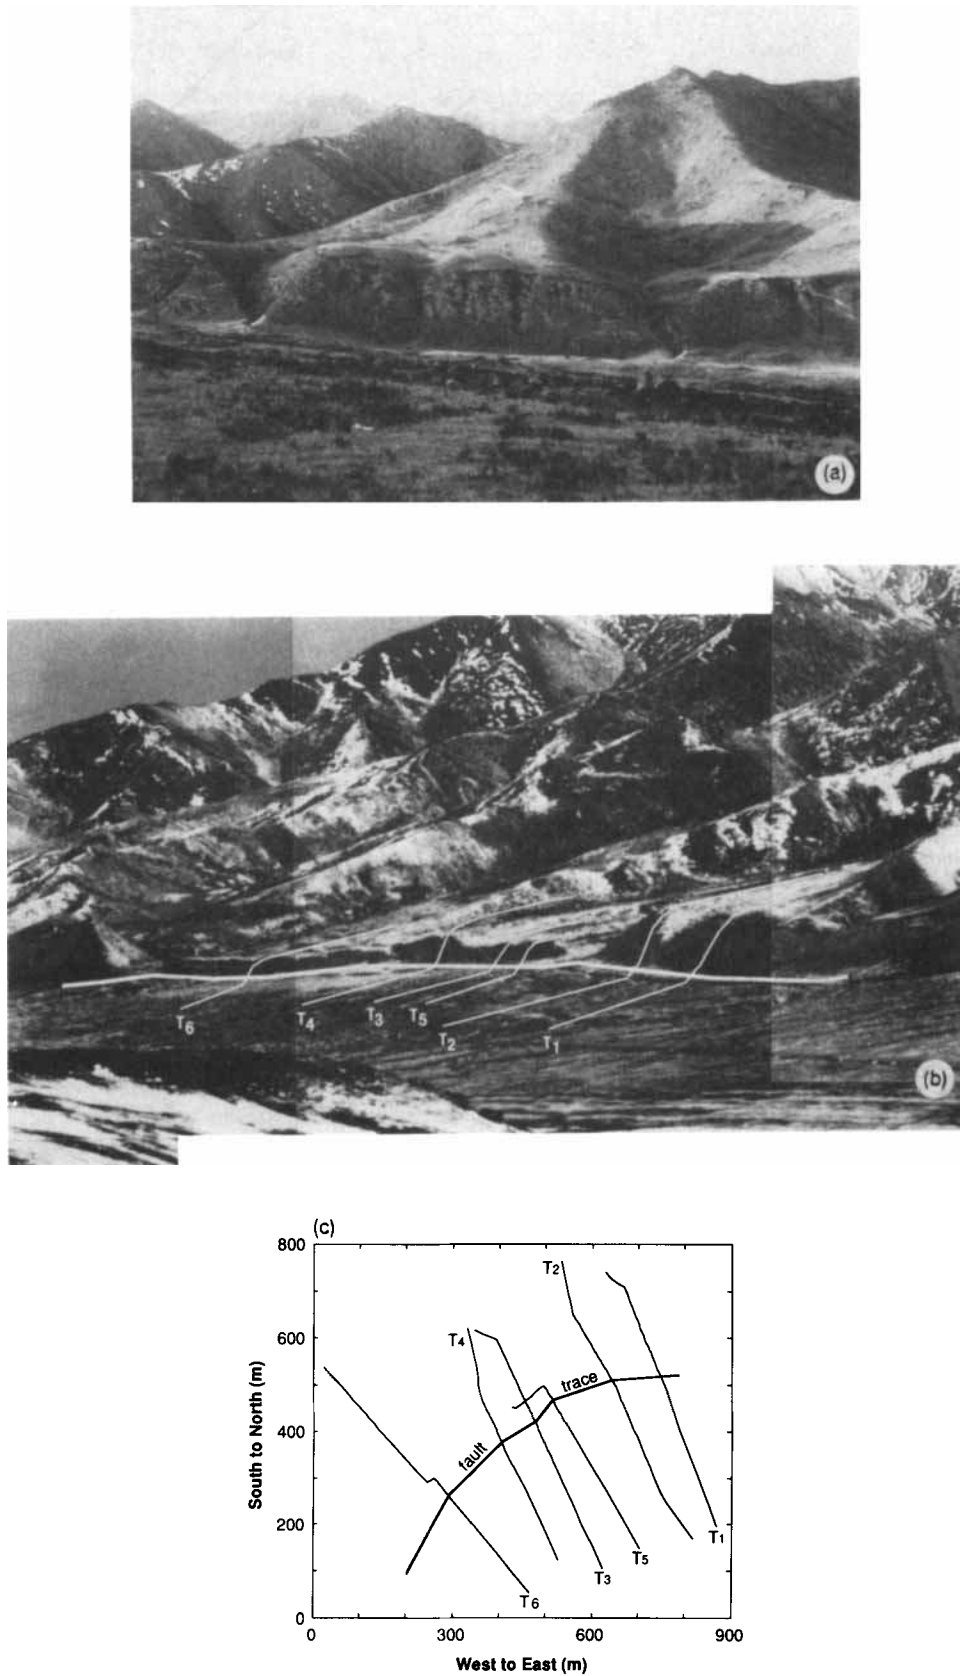 (a)
T6
T4
T3
T5
T2
T1
(b)
(c)
800
600
400
200
0
South to North (m)
T2
T4
trace
fault
T1
T5
T3
T6
0 300 600 900
West to East (m)